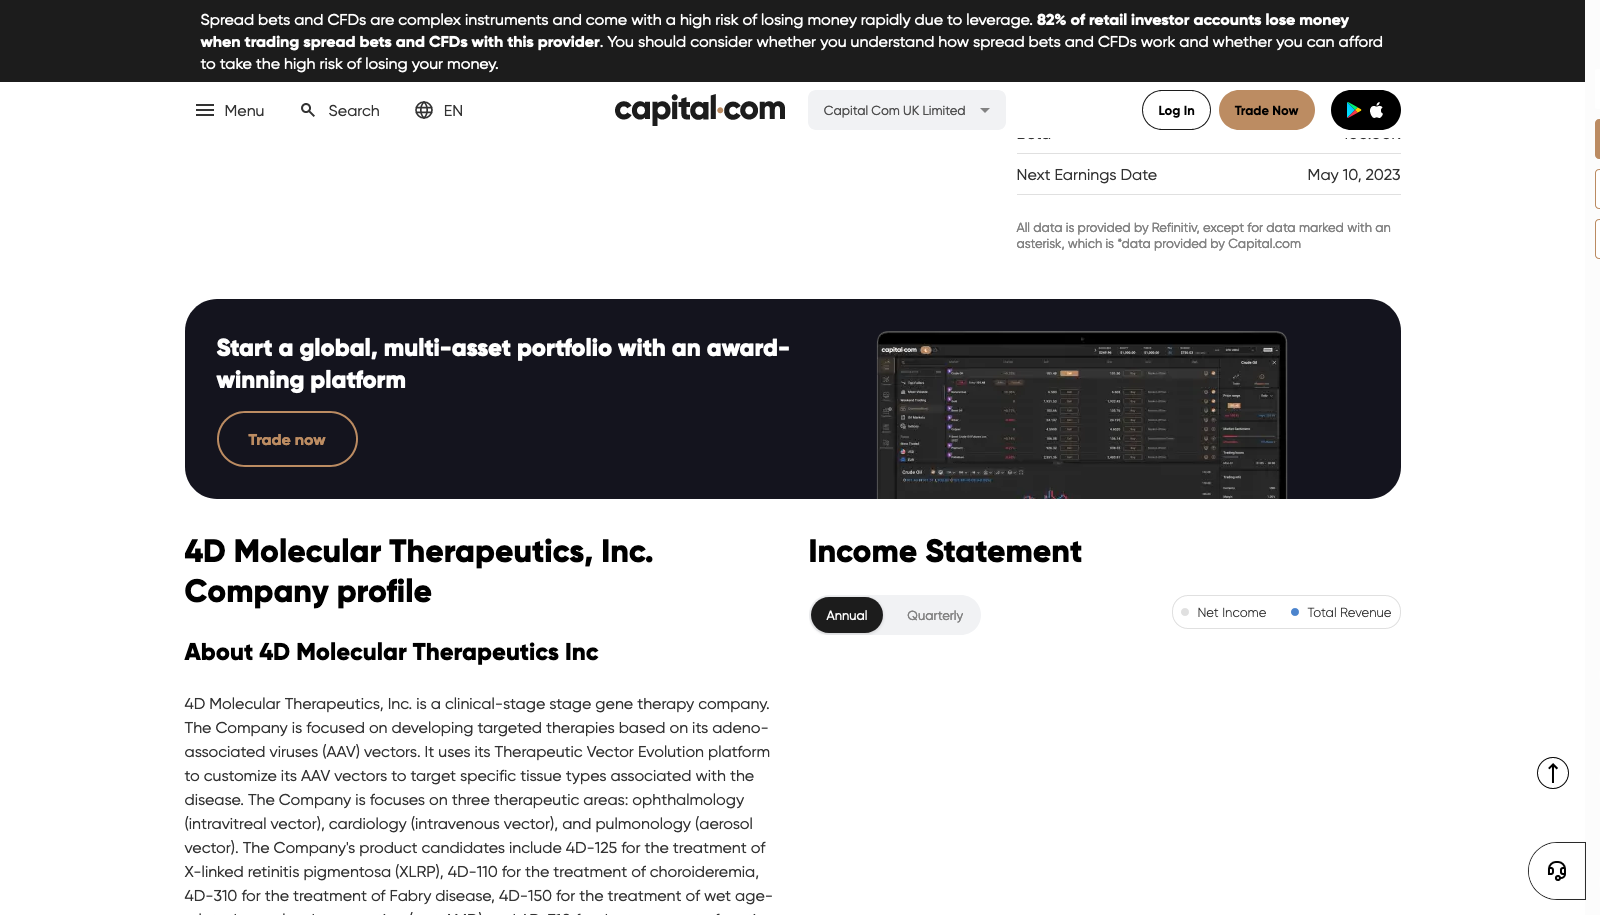 Spread bets and CFDs are complex instruments and come with a high risk of losing money rapidly due to leverage. 82% of retail investor accounts lose money
when trading spread bets and CFDs with this provider. You should consider whether you understand how spread bets and CFDs work and whether you can afford
to take the high risk of losing your money.
Menu
Search
EN
capital.com
Capital Com UK Limited
Log In
Trade Now
Next Earnings Date
May 10, 2023
All data is provided by Refinitiv, except for data marked with an
asterisk, which is *data provided by Capital.com
Start a global, multi-asset portfolio with an award-
winning platform
Trade now
capital.com
Crude Oil
4D Molecular Therapeutics, Inc.
Company profile
Income Statement
Annual
Quarterly
Net Income
Total Revenue
About 4D Molecular Therapeutics Inc
4D Molecular Therapeutics, Inc. is a clinical-stage stage gene therapy company.
The Company is focused on developing targeted therapies based on its adeno-
associated viruses (AAV) vectors. It uses its Therapeutic Vector Evolution platform
to customize its AAV vectors to target specific tissue types associated with the
disease. The Company is focuses on three therapeutic areas: ophthalmology
(intravitreal vector), cardiology (intravenous vector), and pulmonology (aerosol
vector). The Company's product candidates include 4D-125 for the treatment of
X-linked retinitis pigmentosa (XLRP), 4D-110 for the treatment of choroideremia,
4D-310 for the treatment of Fabry disease, 4D-150 for the treatment of wet age-